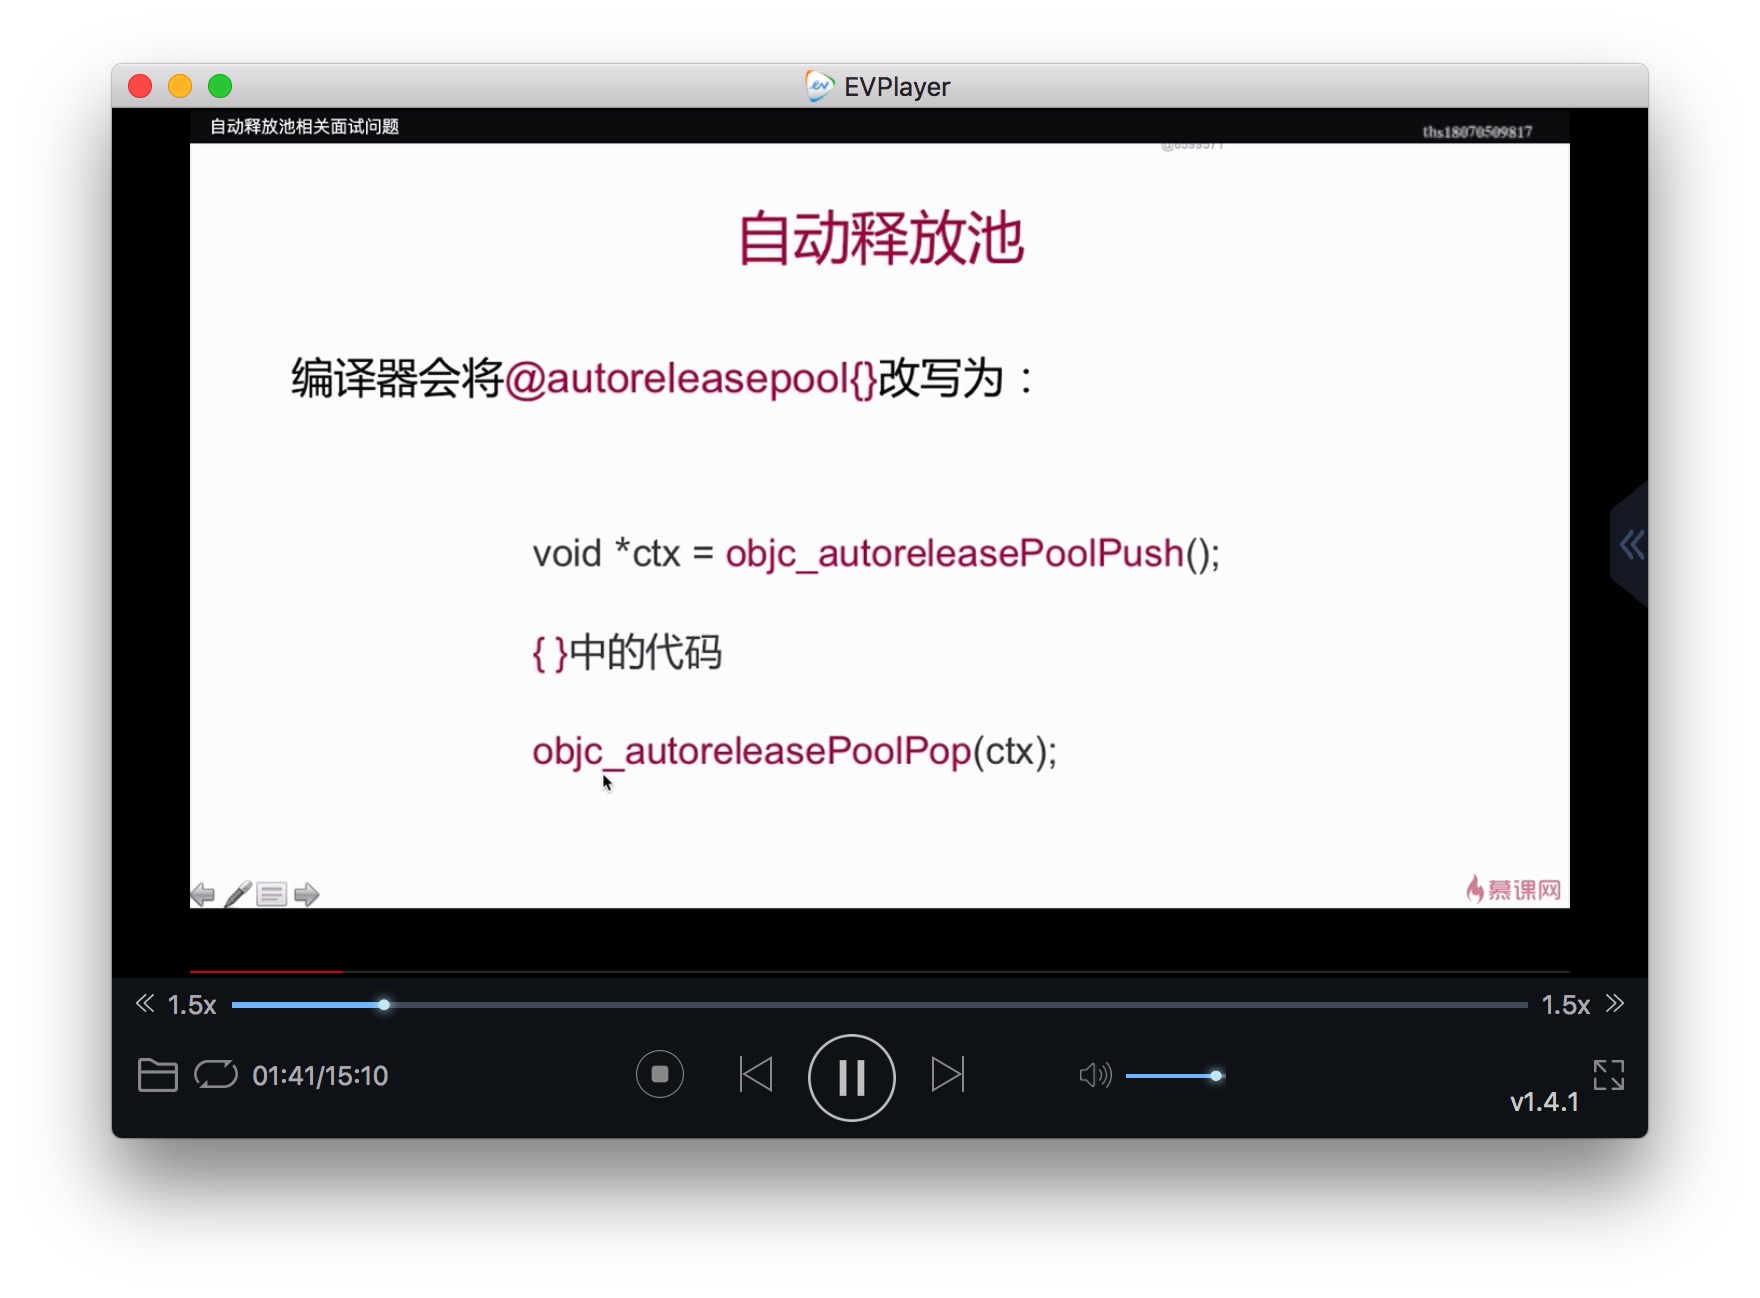 EVPlayer
自动释放池相关面试问题
ths18070509817
自动释放池
编译器会将@autoreleasepool{}改写为：
void *ctx = objc_autoreleasePoolPush();
{ }中的代码
objc_autoreleasePoolPop(ctx);
慕课网
1.5x
1.5x
01:41/15:10
v1.4.1